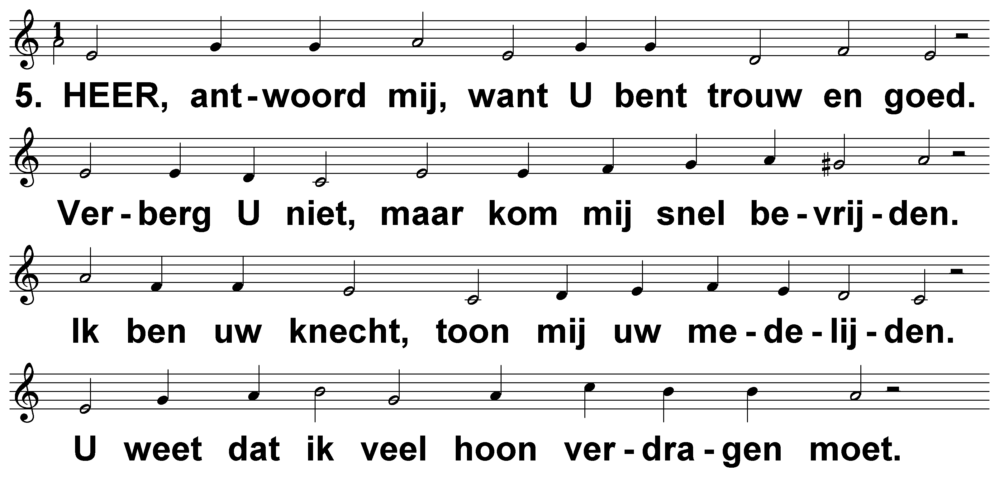 1
5. HEER, ant-woord mij, want U bent trouw en goed.
Ver-berg U niet, maar kom mij snel be-vrij-den.
Ik ben uw knecht, toon mij uw me-de-lij-den.
U weet dat ik veel hoon ver-dra-gen moet.